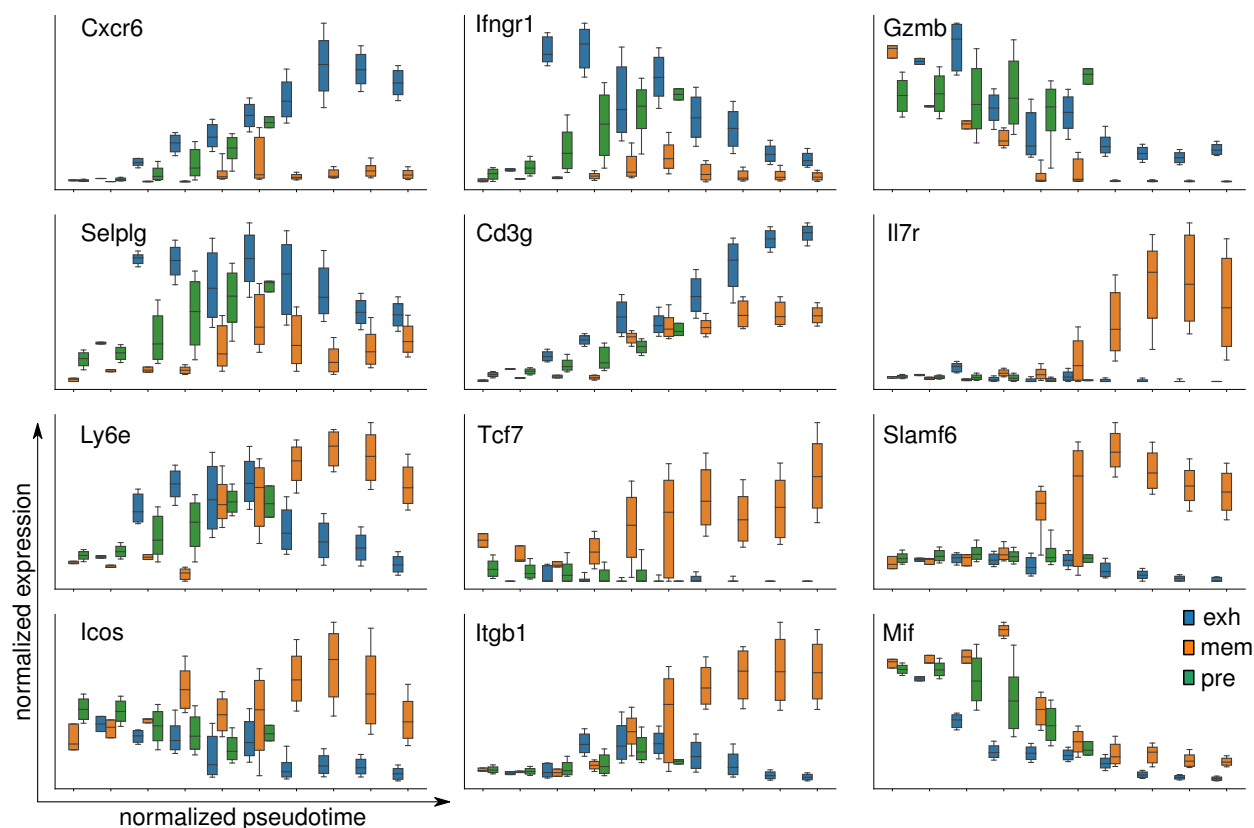 Cxcr6
Ifngr1
Gzmb
Selplg
Cd3g
Il7r
Ly6e
Tcf7
Slamf6
Icos
Itgb1
Mif
exh
mem
pre
normalized expression
normalized pseudotime